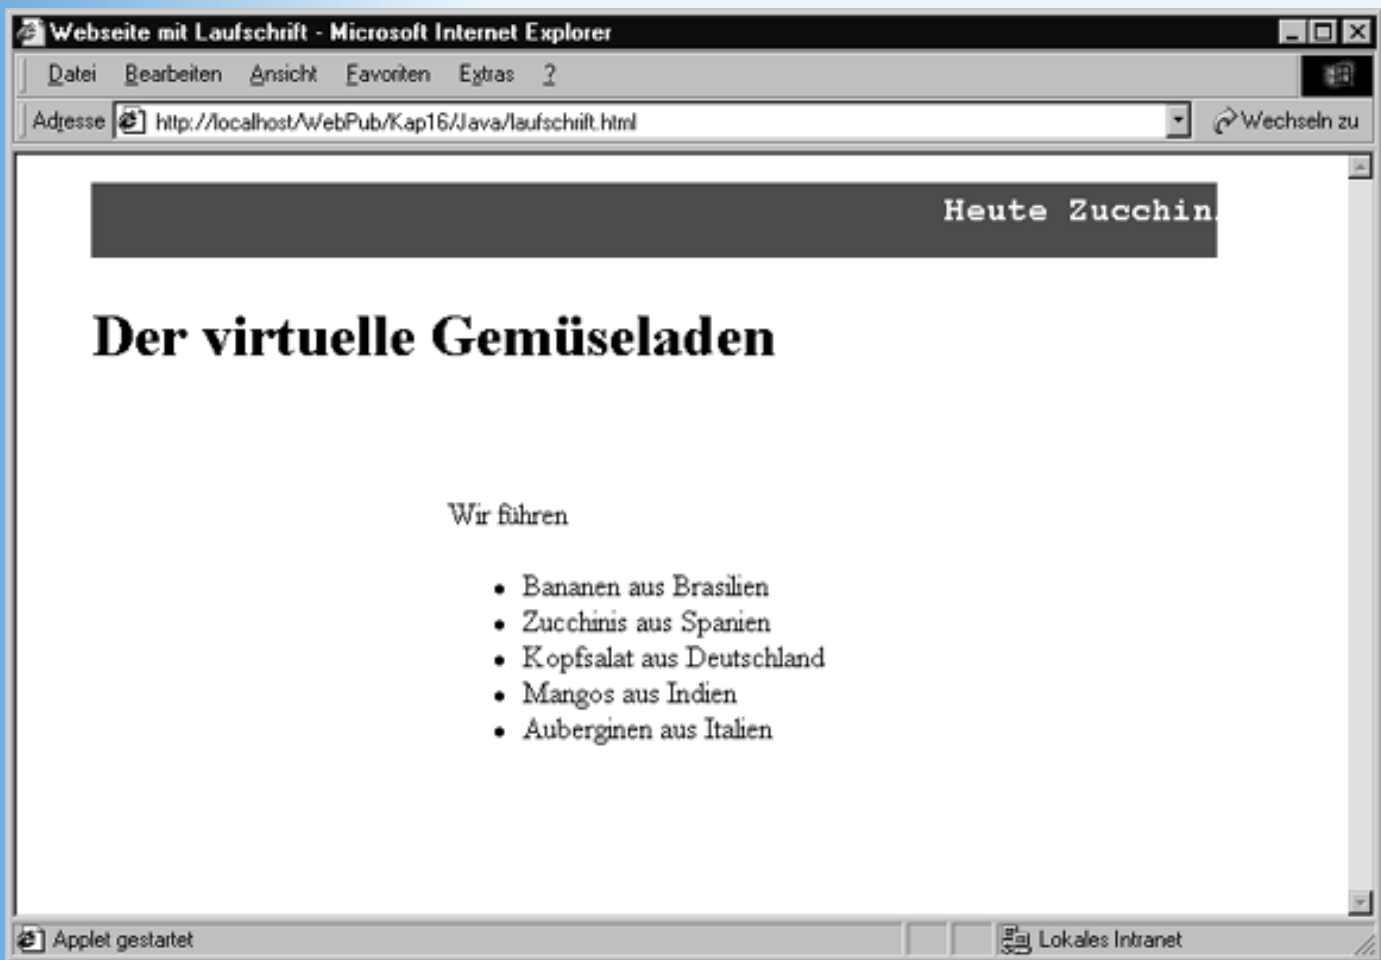 Webseite mit Laufschrift - Microsoft Internet Explorer
Datei Bearbeiten Ansicht Favoriten Extras ?
Adresse http://localhost/WebPub/Kap16/Java/laufschrift.html Wechseln zu
Heute Zucchin
Der virtuelle Gemüseladen
Wir führen
• Bananen aus Brasilien
• Zucchinis aus Spanien
• Kopfsalat aus Deutschland
• Mangos aus Indien
• Auberginen aus Italien
Applet gestartet Lokales Intranet